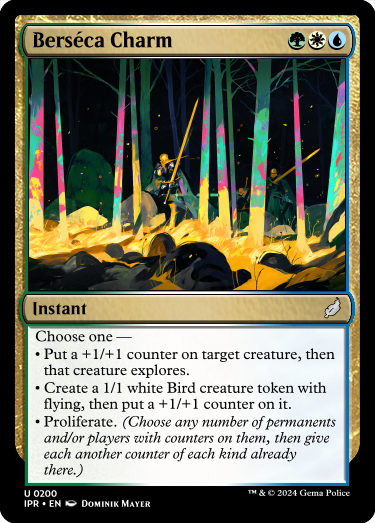 Berséca Charm
Instant
Choose one —
• Put a +1/+1 counter on target creature, then
that creature explores.
• Create a 1/1 white Bird creature token with
flying, then put a +1/+1 counter on it.
• Proliferate. (Choose any number of permanents
and/or players with counters on them, then give
each another counter of each kind already
there.)
U 0200
™ & © 2024 Gema Police
IPR • EN Dominik Mayer